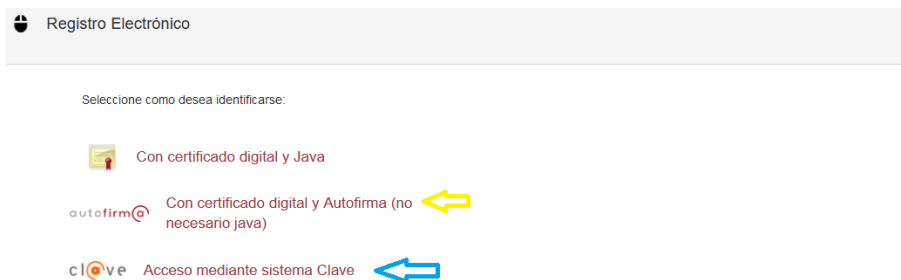 Registro Electrónico
Seleccione como desea identificarse:
Con certificado digital y Java
autofirm@ Con certificado digital y Autofirma (no
necesario java)
cl@ve Acceso mediante sistema Clave